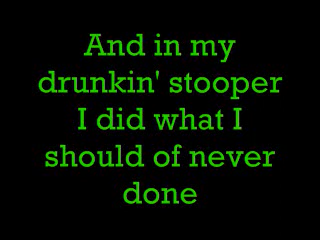 And in my
drunkin' stooper
I did what I
should of never
done